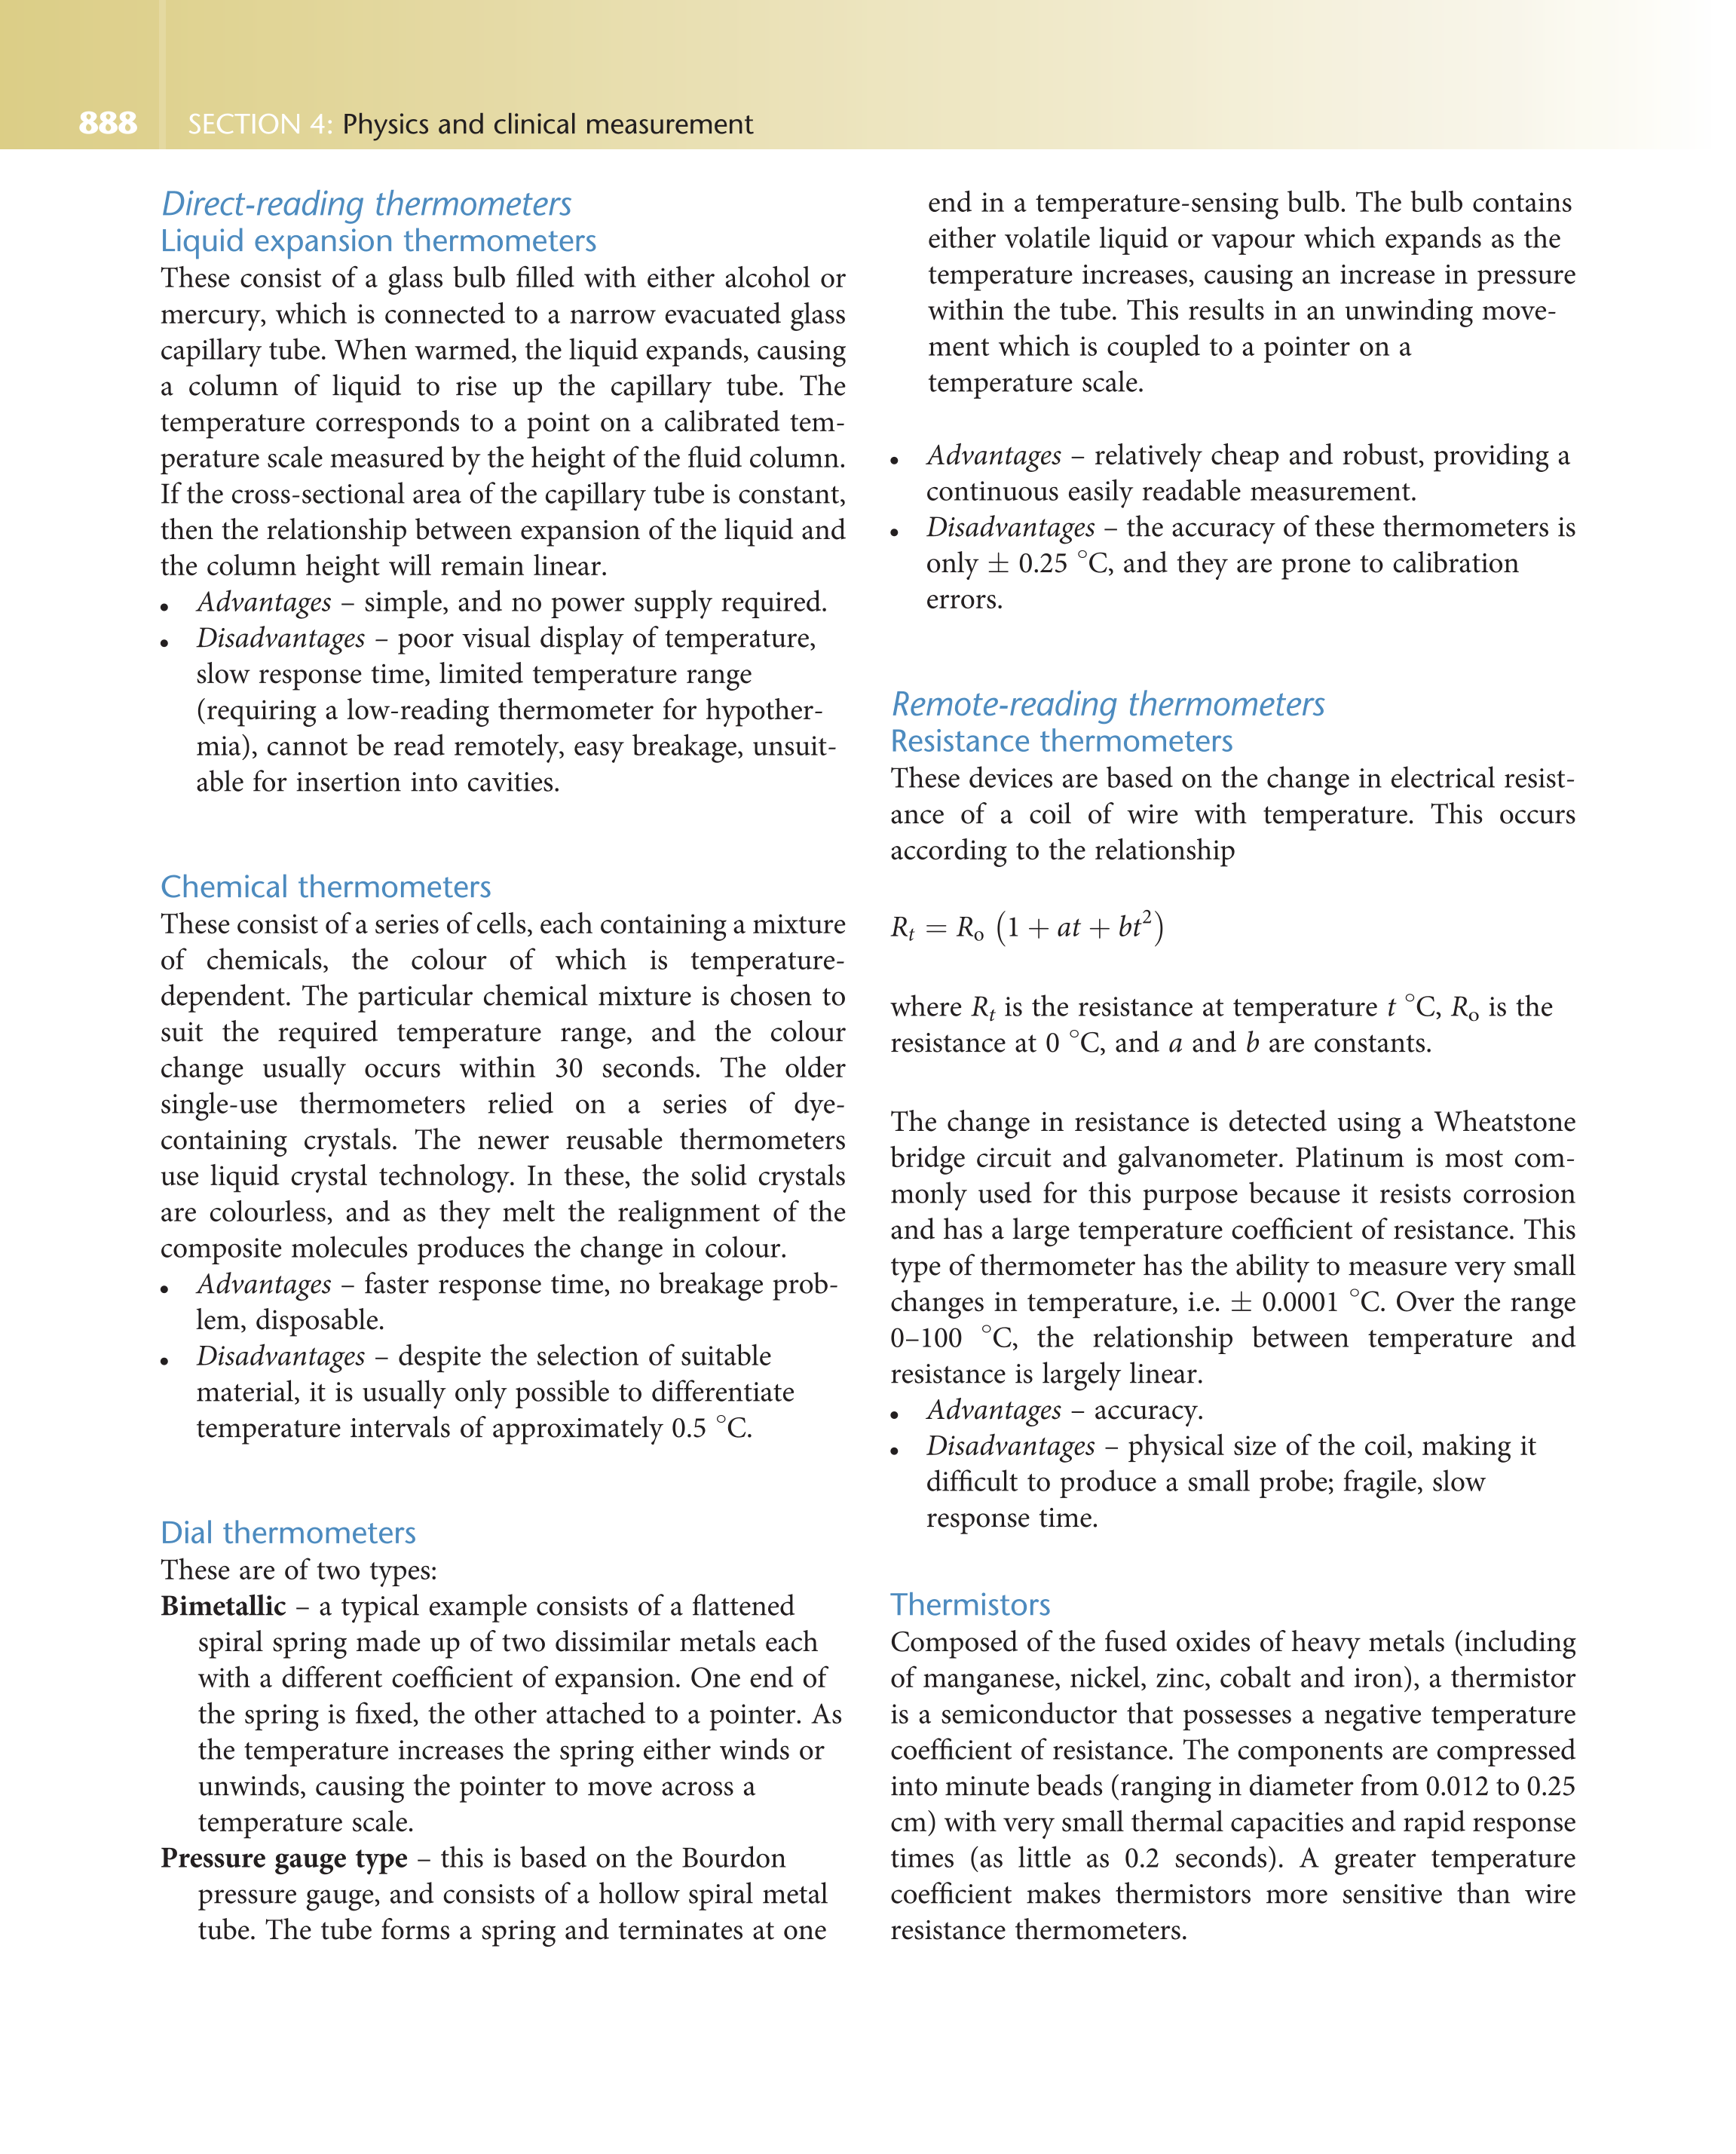 888 SECTION 4: Physics and clinical measurement
Direct-reading thermometers
Liquid expansion thermometers
These consist of a glass bulb filled with either alcohol or
mercury, which is connected to a narrow evacuated glass
capillary tube. When warmed, the liquid expands, causing
a column of liquid to rise up the capillary tube. The
temperature corresponds to a point on a calibrated tem-
perature scale measured by the height of the fluid column.
If the cross-sectional area of the capillary tube is constant,
then the relationship between expansion of the liquid and
the column height will remain linear.
• Advantages – simple, and no power supply required.
• Disadvantages – poor visual display of temperature,
slow response time, limited temperature range
(requiring a low-reading thermometer for hypother-
mia), cannot be read remotely, easy breakage, unsuit-
able for insertion into cavities.
Chemical thermometers
These consist of a series of cells, each containing a mixture
of chemicals, the colour of which is temperature-
dependent. The particular chemical mixture is chosen to
suit the required temperature range, and the colour
change usually occurs within 30 seconds. The older
single-use thermometers relied on a series of dye-
containing crystals. The newer reusable thermometers
use liquid crystal technology. In these, the solid crystals
are colourless, and as they melt the realignment of the
composite molecules produces the change in colour.
• Advantages – faster response time, no breakage prob-
lem, disposable.
• Disadvantages – despite the selection of suitable
material, it is usually only possible to differentiate
temperature intervals of approximately 0.5 °C.
Dial thermometers
These are of two types:
Bimetallic – a typical example consists of a flattened
spiral spring made up of two dissimilar metals each
with a different coefficient of expansion. One end of
the spring is fixed, the other attached to a pointer. As
the temperature increases the spring either winds or
unwinds, causing the pointer to move across a
temperature scale.
Pressure gauge type – this is based on the Bourdon
pressure gauge, and consists of a hollow spiral metal
tube. The tube forms a spring and terminates at one
end in a temperature-sensing bulb. The bulb contains
either volatile liquid or vapour which expands as the
temperature increases, causing an increase in pressure
within the tube. This results in an unwinding move-
ment which is coupled to a pointer on a
temperature scale.
• Advantages – relatively cheap and robust, providing a
continuous easily readable measurement.
• Disadvantages – the accuracy of these thermometers is
only ± 0.25 °C, and they are prone to calibration
errors.
Remote-reading thermometers
Resistance thermometers
These devices are based on the change in electrical resist-
ance of a coil of wire with temperature. This occurs
according to the relationship
Rₜ = Rₒ (1 + at + bt²)
where Rₜ is the resistance at temperature t °C, Rₒ is the
resistance at 0 °C, and a and b are constants.
The change in resistance is detected using a Wheatstone
bridge circuit and galvanometer. Platinum is most com-
monly used for this purpose because it resists corrosion
and has a large temperature coefficient of resistance. This
type of thermometer has the ability to measure very small
changes in temperature, i.e. ± 0.0001 °C. Over the range
0–100 °C, the relationship between temperature and
resistance is largely linear.
• Advantages – accuracy.
• Disadvantages – physical size of the coil, making it
difficult to produce a small probe; fragile, slow
response time.
Thermistors
Composed of the fused oxides of heavy metals (including
of manganese, nickel, zinc, cobalt and iron), a thermistor
is a semiconductor that possesses a negative temperature
coefficient of resistance. The components are compressed
into minute beads (ranging in diameter from 0.012 to 0.25
cm) with very small thermal capacities and rapid response
times (as little as 0.2 seconds). A greater temperature
coefficient makes thermistors more sensitive than wire
resistance thermometers.